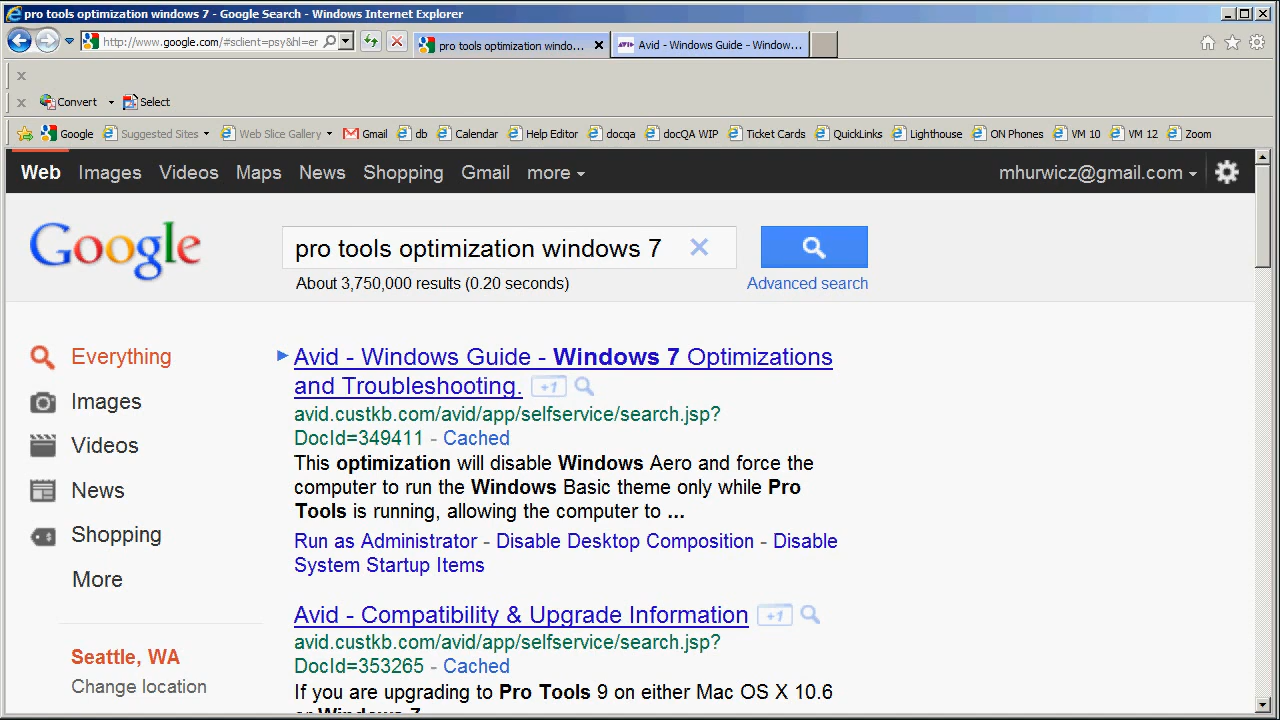 pro tools optimization windows 7 - Google Search - Windows Internet Explorer
http://www.google.com/#sclient=psy&hl=er
pro tools optimization windo...
Avid - Windows Guide - Window...
Convert
Select
Google
Suggested Sites
Web Slice Gallery
Gmail
db
Calendar
Help Editor
docqa
docQA WIP
Ticket Cards
QuickLinks
Lighthouse
ON Phones
VM 10
VM 12
Zoom
Web Images Videos Maps News Shopping Gmail more
mhurwicz@gmail.com
Google
pro tools optimization windows 7
About 3,750,000 results (0.20 seconds)
Advanced search
Everything
Images
Videos
News
Shopping
More
Seattle, WA
Change location
Avid - Windows Guide - Windows 7 Optimizations
and Troubleshooting. +1
avid.custkb.com/avid/app/selfservice/search.jsp?
DocId=349411 - Cached
This optimization will disable Windows Aero and force the
computer to run the Windows Basic theme only while Pro
Tools is running, allowing the computer to ...
Run as Administrator - Disable Desktop Composition - Disable
System Startup Items
Avid - Compatibility & Upgrade Information +1
avid.custkb.com/avid/app/selfservice/search.jsp?
DocId=353265 - Cached
If you are upgrading to Pro Tools 9 on either Mac OS X 10.6
or Windows 7